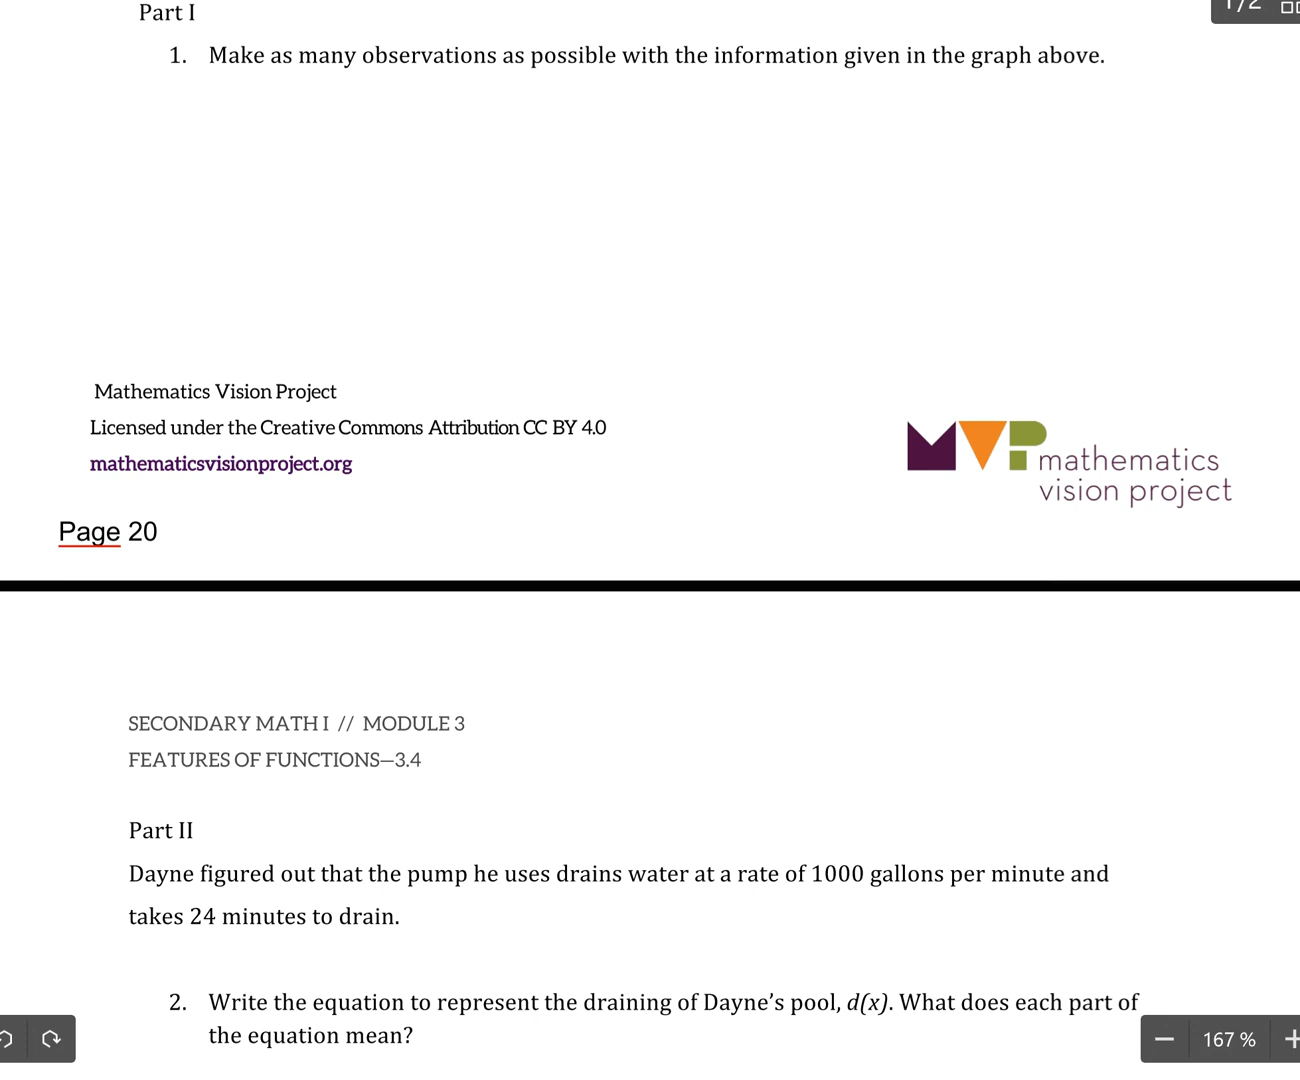 Part I
1/2
1. Make as many observations as possible with the information given in the graph above.
Mathematics Vision Project
Licensed under the Creative Commons Attribution CC BY 4.0
mathematicsvisionproject.org
MVP mathematics
vision project
Page 20
SECONDARY MATH I // MODULE 3
FEATURES OF FUNCTIONS—3.4
Part II
Dayne figured out that the pump he uses drains water at a rate of 1000 gallons per minute and
takes 24 minutes to drain.
2. Write the equation to represent the draining of Dayne’s pool, d(x). What does each part of
the equation mean?
167 %